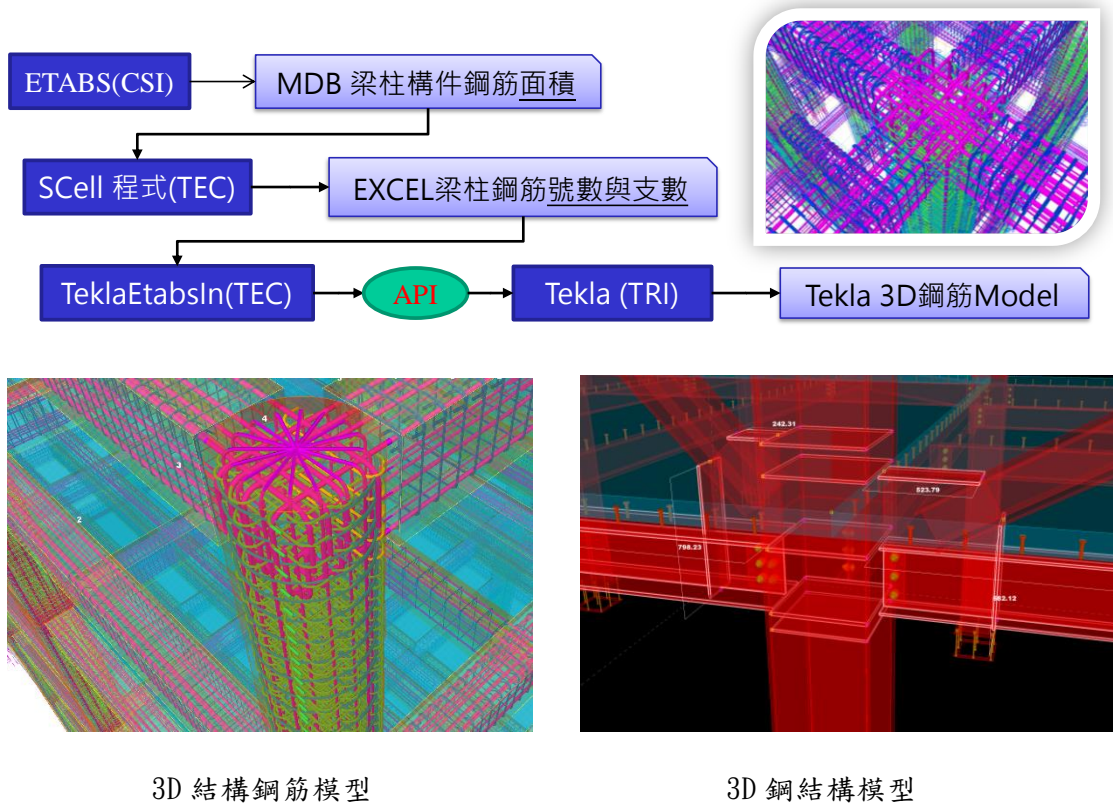 ETABS(CSI)
MDB 梁柱構件鋼筋面積
SCell 程式(TEC)
EXCEL梁柱鋼筋號數與支數
TeklaEtabsIn(TEC)
API
Tekla (TRI)
Tekla 3D鋼筋Model
4
3
2
242.31
523.79
798.23
3D 結構鋼筋模型
3D 鋼結構模型